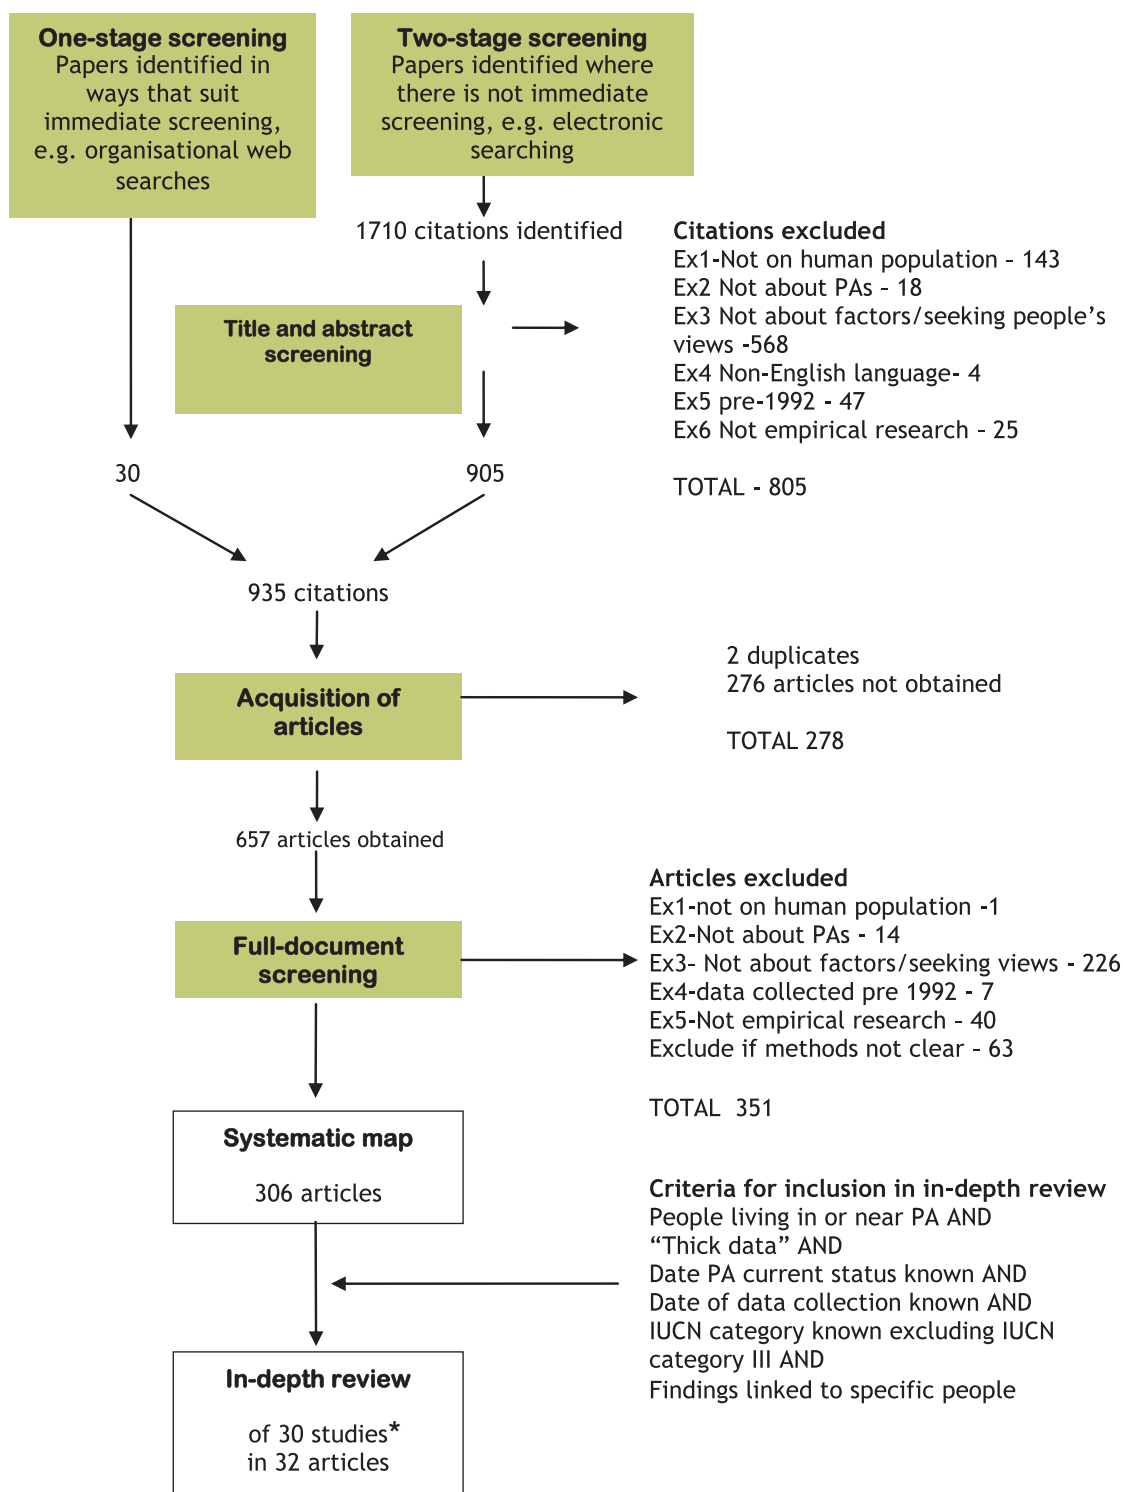 One-stage screening
Papers identified in
ways that suit
immediate screening,
e.g. organisational web
searches
Two-stage screening
Papers identified where
there is not immediate
screening, e.g. electronic
searching
1710 citations identified
Citations excluded
Ex1-Not on human population – 143
Ex2 Not about PAs – 18
Ex3 Not about factors/seeking people's
views -568
Ex4 Non-English language- 4
Ex5 pre-1992 - 47
Ex6 Not empirical research – 25
TOTAL - 805
Title and abstract
screening
30
905
935 citations
Acquisition of
articles
2 duplicates
276 articles not obtained
TOTAL 278
657 articles obtained
Full-document
screening
Articles excluded
Ex1-not on human population -1
Ex2-Not about PAs - 14
Ex3– Not about factors/seeking views - 226
Ex4-data collected pre 1992 - 7
Ex5-Not empirical research – 40
Exclude if methods not clear – 63
TOTAL 351
Systematic map
306 articles
Criteria for inclusion in in-depth review
People living in or near PA AND
“Thick data” AND
Date PA current status known AND
Date of data collection known AND
IUCN category known excluding IUCN
category III AND
Findings linked to specific people
In-depth review
of 30 studies*
in 32 articles